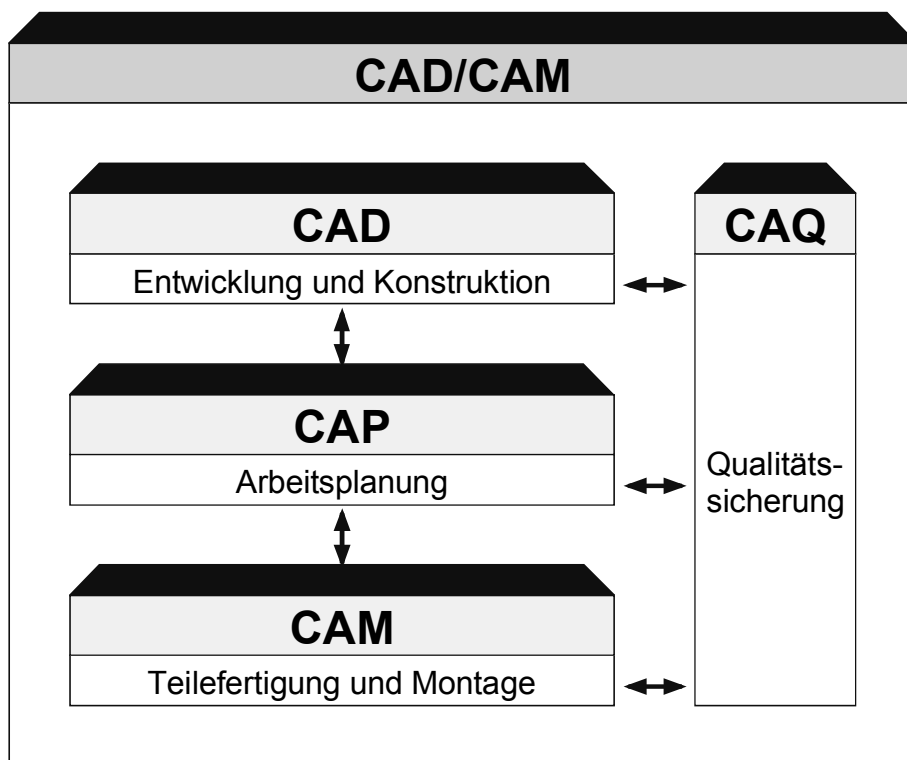 CAD/CAM
CAD
Entwicklung und Konstruktion
CAP
Arbeitsplanung
CAM
Teilefertigung und Montage
CAQ
Qualitäts-
sicherung